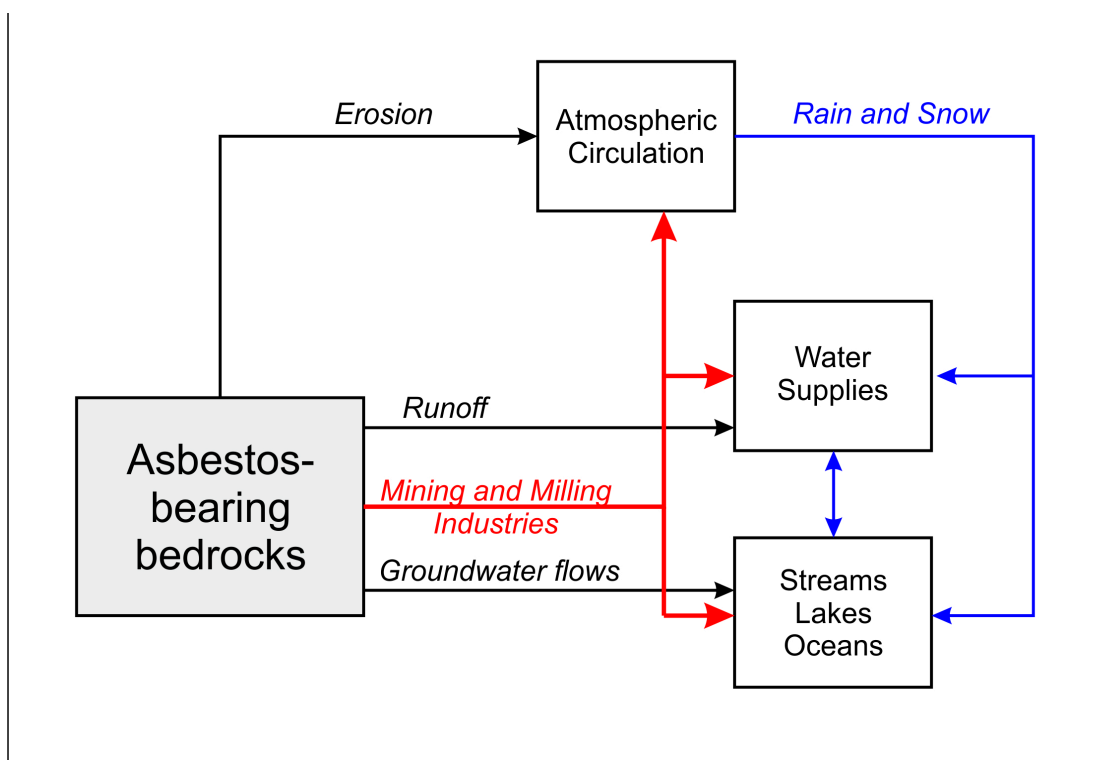 Erosion
Atmospheric
Circulation
Rain and Snow
Water
Supplies
Runoff
Asbestos-
bearing
bedrocks
Mining and Milling
Industries
Groundwater flows
Streams
Lakes
Oceans